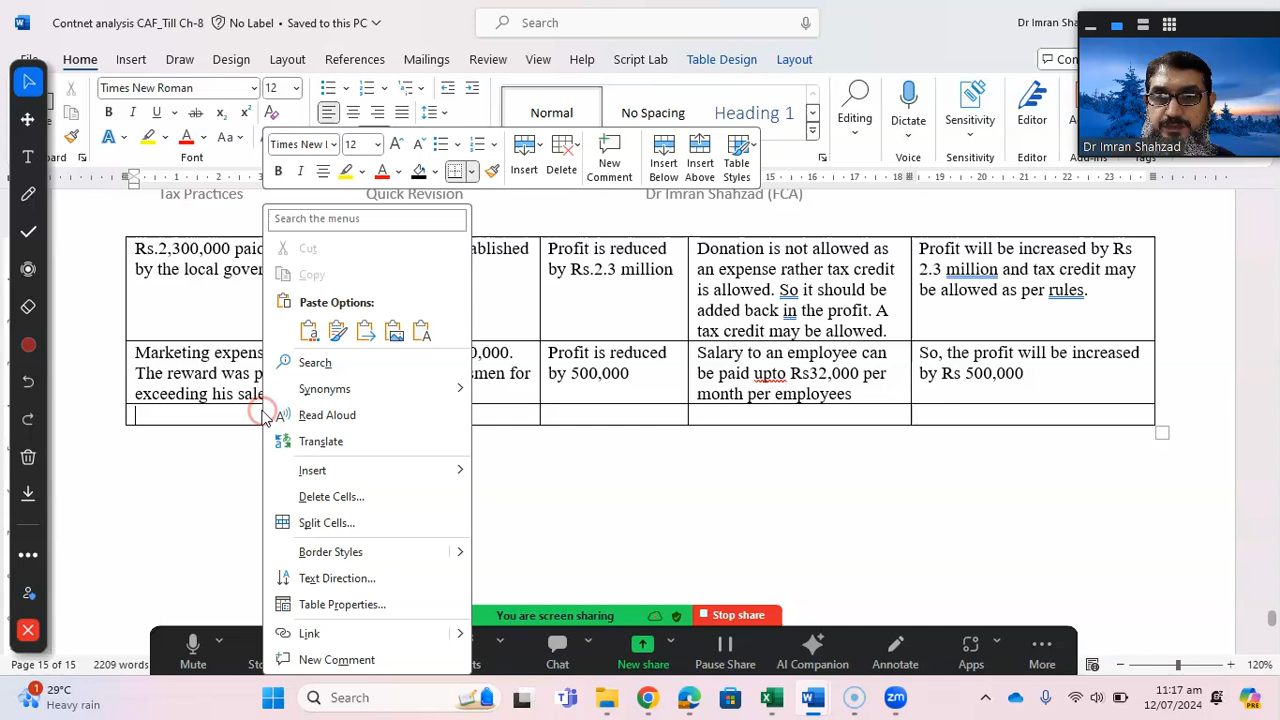 Contnet analysis CAF_Till Ch-8
No Label
Saved to this PC
Search
Dr Imran Sha
Home
Insert
Draw
Design
Layout
References
Mailings
Review
View
Help
Script Lab
Table Design
Layout
Times New Roman
12
Normal
No Spacing
Heading 1
Editing
Dictate
Sensitivity
Editor
Add-ins
Font
Styles
Voice
Sensitivity
Editor
Add-ins
Dr Imran Shahzad
Times New
12
Insert
Delete
New
Comment
Insert
Below
Insert
Above
Table
Styles
Tax Practices
Quick Revision
Dr Imran Shahzad (FCA)
Rs.2,300,000 paid
by the local gover
ablished
Profit is reduced
by Rs.2.3 million
Donation is not allowed as
an expense rather tax credit
is allowed. So it should be
added back in the profit. A
tax credit may be allowed.
Profit will be increased by Rs
2.3 million and tax credit may
be allowed as per rules.
Marketing expens
The reward was p
exceeding his sale
0,000.
smen for
Profit is reduced
by 500,000
Salary to an employee can
be paid upto Rs32,000 per
month per employees
So, the profit will be increased
by Rs 500,000
Search the menus
Cut
Copy
Paste Options:
Search
Synonyms
Read Aloud
Translate
Insert
Delete Cells...
Split Cells...
Border Styles
Text Direction...
Table Properties...
Link
New Comment
You are screen sharing
Stop share
Mute
Chat
New share
Pause Share
AI Companion
Annotate
Apps
More
Page 15 of 15
2209 words
120%
1
29°C
Heavy rain
Search
11:17 am
12/07/2024